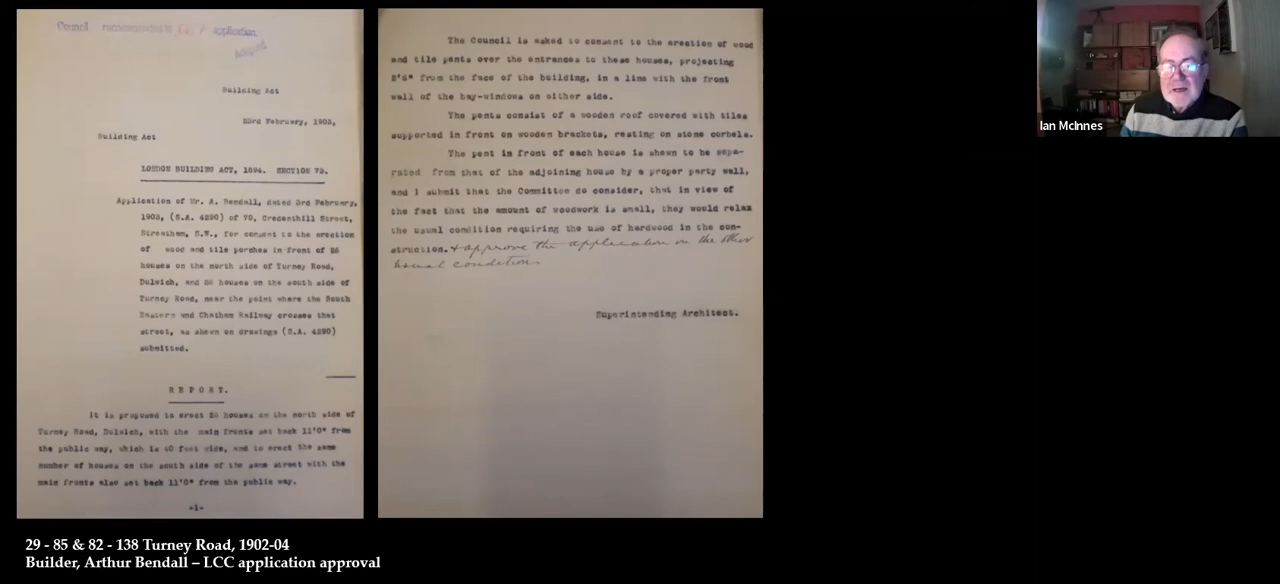 Council recommended to application.
Building Act
23rd February, 1903,
Building Act
LONDON BUILDING ACT, 1894. SECTION 73.
Application of Mr. A. Bendall, dated 3rd February,
1903, (S.A. 4290) of 70, Credenhill Street,
Streatham, S.W., for consent to the erection
of wood and tile porches in front of
houses on the north side of Turney Road,
Dulwich, and houses on the south side of
Turney Road, near the point where the South
Eastern and Chatham Railway crosses that
street, as shewn on drawings (S.A. 4290)
submitted.
REPORT.
It is proposed to erect houses on the north side of
Turney Road, Dulwich, with the main fronts set back 11'0" from
the public way, which is 40 feet wide, and to erect the same
number of houses on the south side of the same street with the
main fronts also set back 11'0" from the public way.
-1-
The Council is asked to consent to the erection of wood
and tile pents over the entrances to these houses, projecting
2'6" from the face of the building, in a line with the front
wall of the bay-windows on either side.
The pents consist of a wooden roof covered with tiles
supported in front on wooden brackets, resting on stone corbels.
The pent in front of each house is shewn to be sepa-
rated from that of the adjoining house by a proper party wall,
and I submit that the Committee do consider, that in view of
the fact that the amount of woodwork is small, they would relax
the usual condition requiring the use of hardwood in the con-
struction. & approve the application on the other
usual conditions
Superintending Architect.
Ian McInnes
29 - 85 & 82 - 138 Turney Road, 1902-04
Builder, Arthur Bendall – LCC application approval